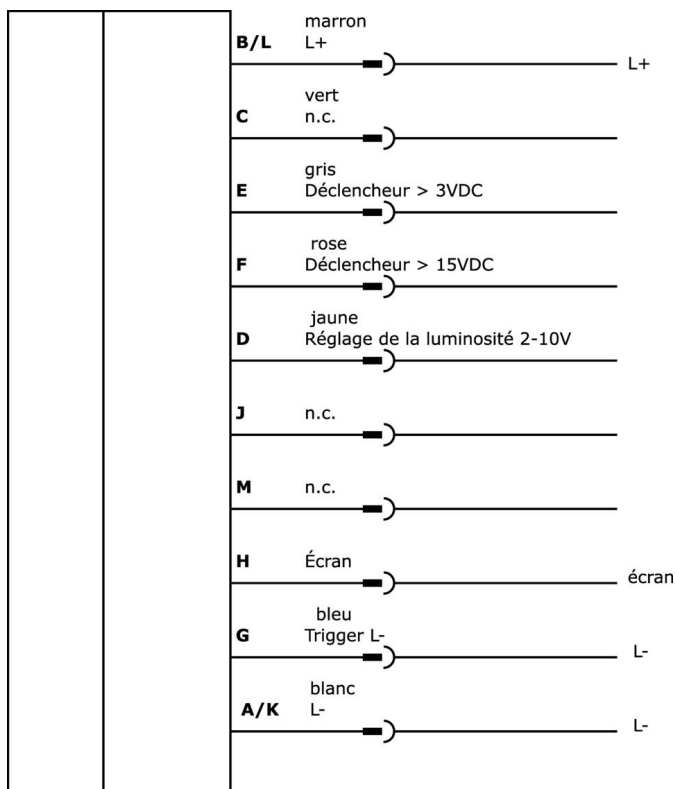 marron
B/L L+
L+
vert
C n.c.
gris
E Déclencheur > 3VDC
rose
F Déclencheur > 15VDC
jaune
D Réglage de la luminosité 2-10V
J n.c.
M n.c.
H Écran
écran
bleu
G Trigger L-
L-
blanc
A/K L-
L-